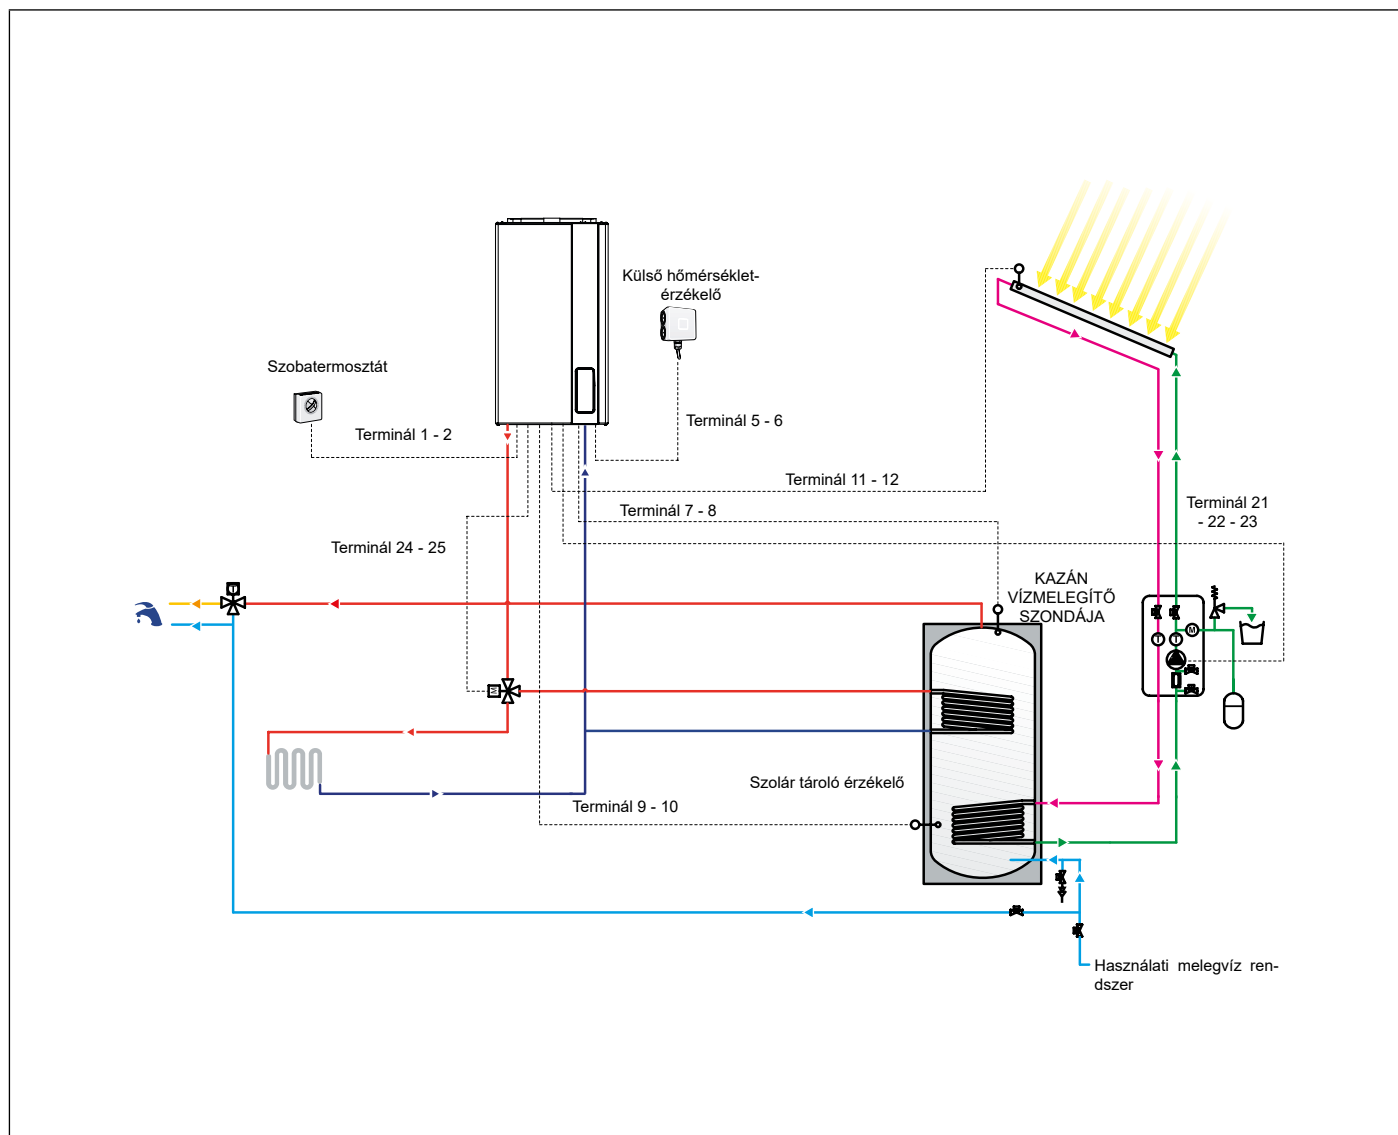 Külső hőmérséklet-
érzékelő
Szobatermosztát
Terminál 1 - 2
Terminál 5 - 6
Terminál 11 - 12
Terminál 7 - 8
Terminál 21
- 22 - 23
Terminál 24 - 25
KAZÁN
VÍZMELEGÍTŐ
SZONDÁJA
T
M
T
T
M
Szolár tároló érzékelő
Terminál 9 - 10
Használati melegvíz ren-
dszer